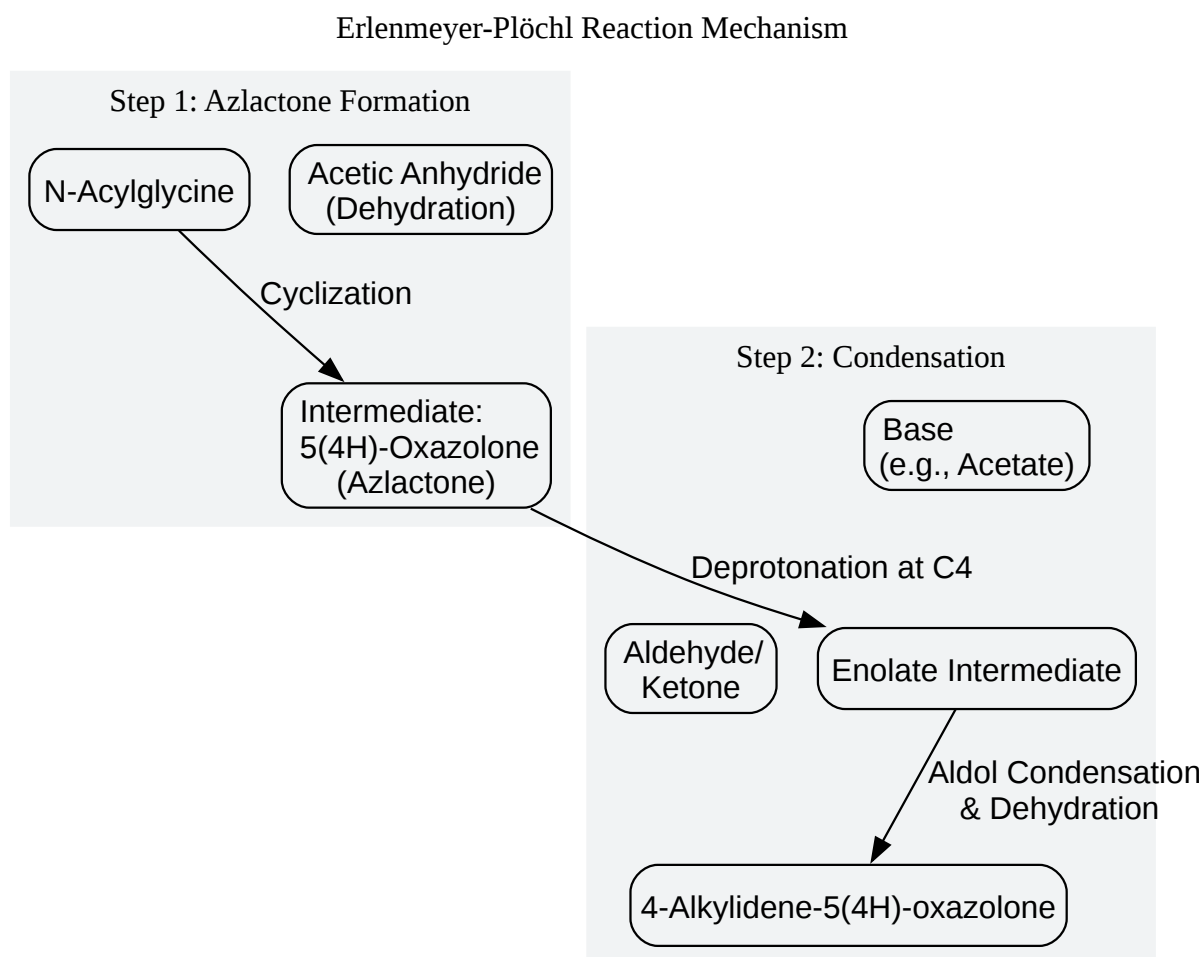 Erlenmeyer-Plöchl Reaction Mechanism
Step 1: Azlactone Formation
N-Acylglycine
Acetic Anhydride
(Dehydration)
Cyclization
Intermediate:
5(4H)-Oxazolone
(Azlactone)
Step 2: Condensation
Base
(e.g., Acetate)
Deprotonation at C4
Aldehyde/
Ketone
Enolate Intermediate
Aldol Condensation
& Dehydration
4-Alkylidene-5(4H)-oxazolone